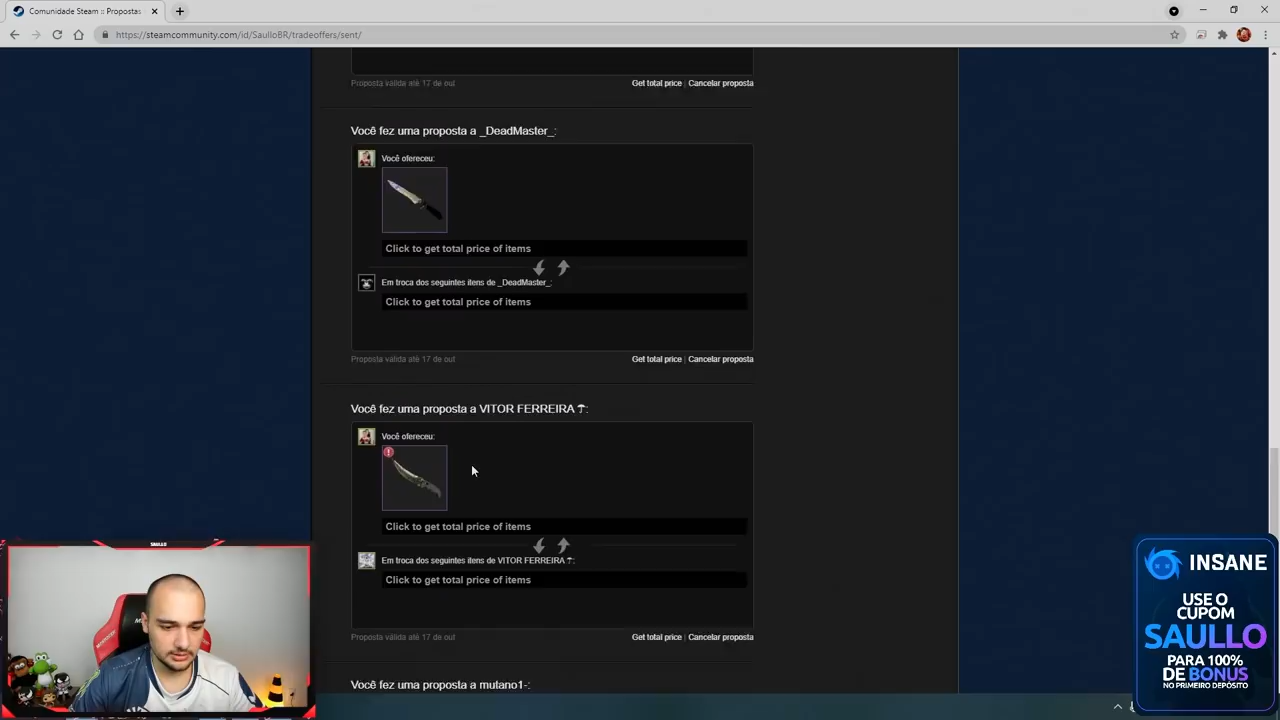 Comunidade Steam :: Propostas
https://steamcommunity.com/id/SaulloBR/tradeoffers/sent/
Proposta válida até 17 de out
Get total price | Cancelar proposta
Você fez uma proposta a _DeadMaster_:
Você ofereceu:
Click to get total price of items
Em troca dos seguintes itens de _DeadMaster_:
Click to get total price of items
Proposta válida até 17 de out
Get total price | Cancelar proposta
Você fez uma proposta a VITOR FERREIRA☂:
Você ofereceu:
Click to get total price of items
Em troca dos seguintes itens de VITOR FERREIRA☂:
Click to get total price of items
Proposta válida até 17 de out
Get total price | Cancelar proposta
Você fez uma proposta a mutano1-:
SAULLO
INSANE
USE O
CUPOM
SAULLO
PARA 100%
DE BONUS
NO PRIMEIRO DEPÓSITO